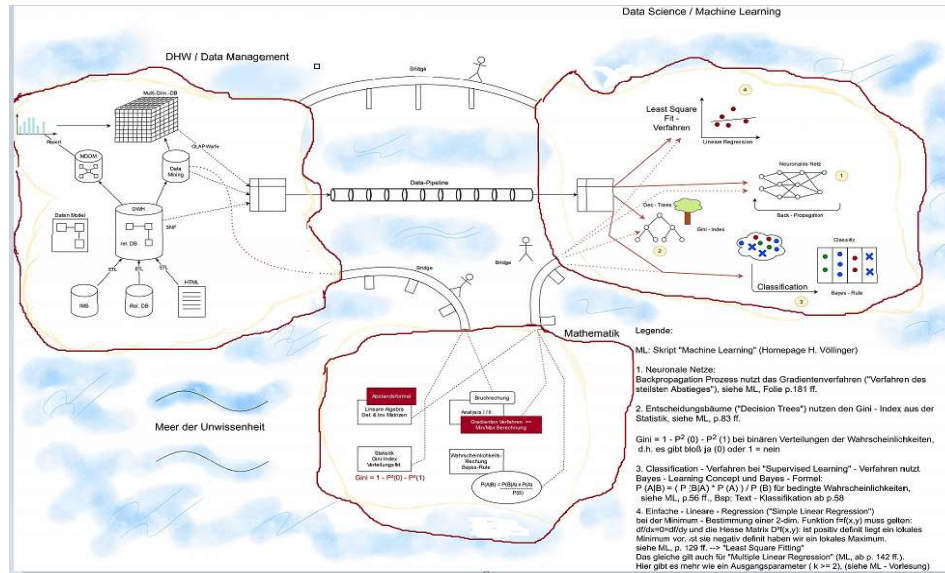 Data Science / Machine Learning
DHW / Data Management
Bridge
Multi-Dim.-DB
Report
OLAP Würfe
MDDM
Data
Mining
Daten Model
DWH
rel. DB
3NF
ETL
ETL
ETL
HTML
IMS
Rel. DB
Data-Pipeline
Bridge
Bridge
4
Least Square
Fit -
Verfahren
Lineare Regression
Neuronales Netz
1
Back - Propagation
Dec - Trees
Gini - Index
2
Classific
Classification
Bayes - Rule
3
Mathematik
Abstandsformel
Lineare Algebra
Det. & Inv. Matrizen
Bruchrechung
Analysis I / II
Gradienten Verfahren ==
Min/Max Berechnung
Statistik
Gini-Index
Gini = 1 - P²(0) - P²(1)
Wahrscheinlichkeits-
Rechung
Bayes-Rule
P(A|B) = P(B|A) x P(A)
P(B)
Meer der Unwissenheit
Legende:
ML: Skript "Machine Learning" (Homepage H. Völlinger)
1. Neuronale Netze:
Backpropagation Prozess nutzt das Gradientenverfahren ("Verfahren des
steilsten Abstieges"), siehe ML, Folie p.181 ff.
2. Entscheidungsbäume ("Decision Trees") nutzen den Gini - Index aus der
Statistik, siehe ML, p.83 ff.
Gini = 1 - P² (0) - P² (1) bei binären Verteilungen der Wahrscheinlichkeiten,
d.h. es gibt bloß ja (0) oder 1 = nein
3. Classification - Verfahren bei "Supervised Learning" - Verfahren nutzt
Bayes - Learning Concept und Bayes - Formel:
P (A|B) = ( P (B|A) * P (A) ) / P (B) für bedingte Wahrscheinlichkeiten,
siehe ML, p.56 ff., Bsp: Text - Klassifikation ab p.58
4. Einfache - Lineare - Regression ("Simple Linear Regression")
bei der Minimum - Bestimmung einer 2-dim. Funktion f=f(x,y) muss gelten:
df/dx=0=df/dy und die Hesse Matrix D²f(x,y): ist positiv definit liegt ein lokales
Minimum vor. ist sie negativ definit haben wir ein lokales Maximum.
siehe ML, p. 129 ff. --> "Least Square Fitting"
Das gleiche gilt auch für "Multiple Linear Regression" (ML, ab p. 142 ff.).
Hier gibt es mehr wie ein Ausgangsparameter ( k >= 2), (siehe ML - Vorlesung)